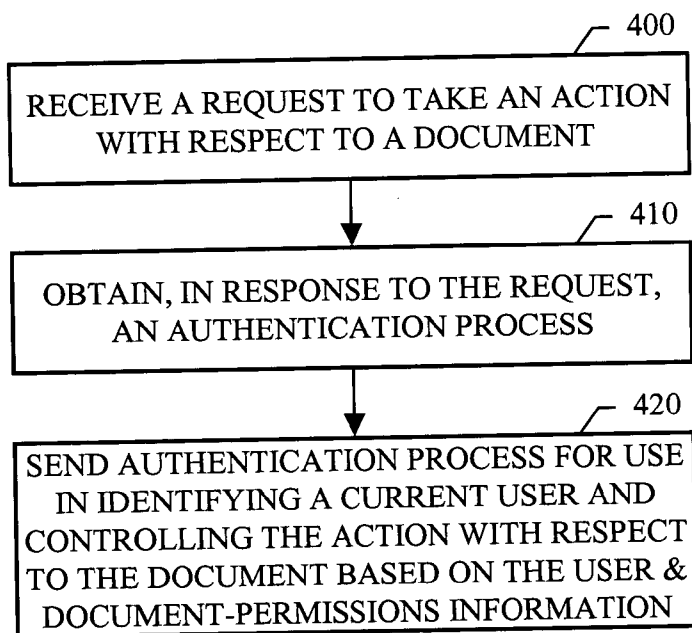 400
RECEIVE A REQUEST TO TAKE AN ACTION
WITH RESPECT TO A DOCUMENT
410
OBTAIN, IN RESPONSE TO THE REQUEST,
AN AUTHENTICATION PROCESS
420
SEND AUTHENTICATION PROCESS FOR USE
IN IDENTIFYING A CURRENT USER AND
CONTROLLING THE ACTION WITH RESPECT
TO THE DOCUMENT BASED ON THE USER &
DOCUMENT-PERMISSIONS INFORMATION